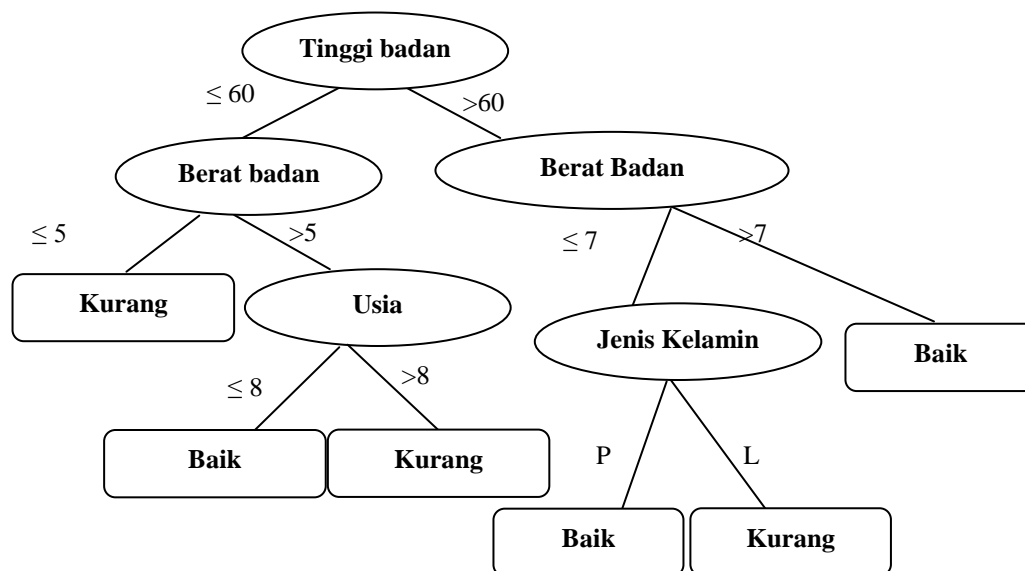 Tinggi badan
≤ 60
>60
Berat badan
Berat Badan
≤ 5
>5
≤ 7
>7
Kurang
Usia
Jenis Kelamin
Baik
≤ 8
>8
Baik
Kurang
P
L
Baik
Kurang